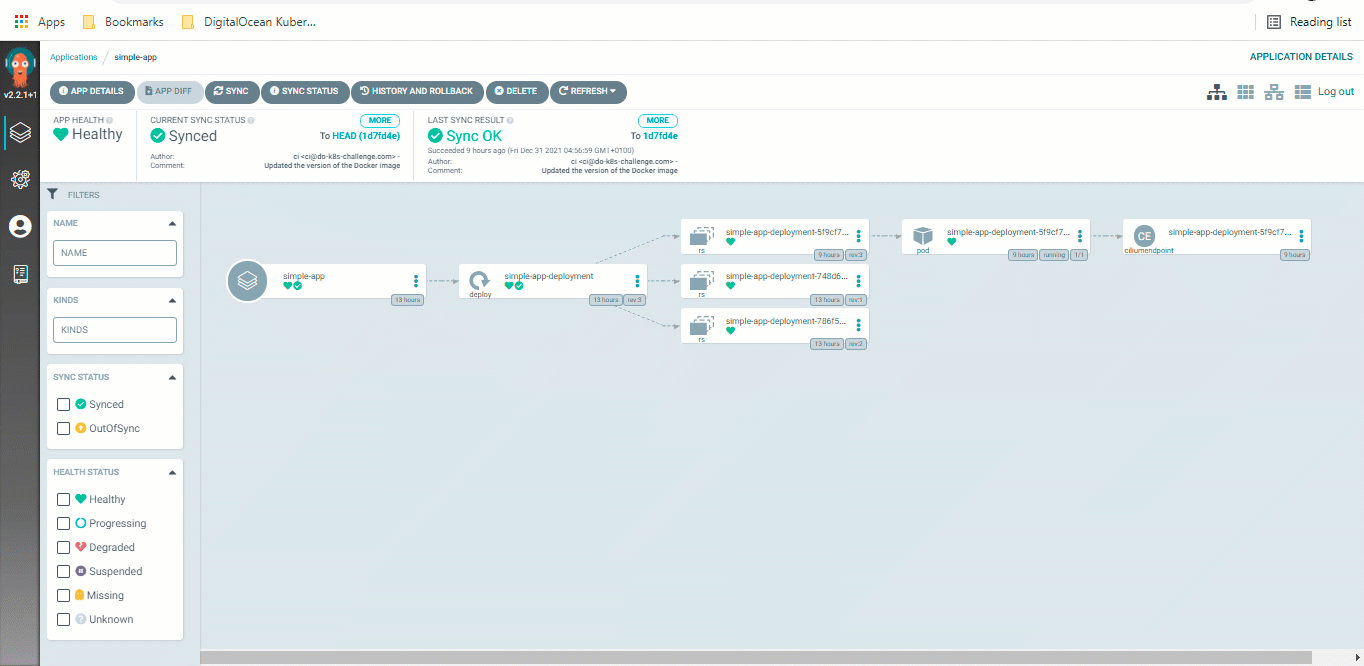 Apps
Bookmarks
DigitalOcean Kuber...
Reading list
v2.2.1+1
Applications / simple-app
APPLICATION DETAILS
APP DETAILS
APP DIFF
SYNC
SYNC STATUS
HISTORY AND ROLLBACK
DELETE
REFRESH
Log out
APP HEALTH
Healthy
CURRENT SYNC STATUS
MORE
Synced
To HEAD (1d7fd4e)
Author: ci <ci@do-k8s-challenge.com> -
Comment: Updated the version of the Docker image
LAST SYNC RESULT
MORE
Sync OK
To 1d7fd4e
Succeeded 9 hours ago (Fri Dec 31 2021 04:56:59 GMT+0100)
Author: ci <ci@do-k8s-challenge.com> -
Comment: Updated the version of the Docker image
FILTERS
NAME
NAME
KINDS
KINDS
SYNC STATUS
Synced
OutOfSync
HEALTH STATUS
Healthy
Progressing
Degraded
Suspended
Missing
Unknown
simple-app
13 hours
simple-app-deployment
deploy
13 hours
rev:3
simple-app-deployment-5f9cf7...
rs
9 hours
rev:3
simple-app-deployment-748d6...
rs
13 hours
rev:1
simple-app-deployment-786f5...
rs
13 hours
rev:2
simple-app-deployment-5f9cf7...
pod
9 hours
running
1/1
CE
simple-app-deployment-5f9cf7...
ciliumendpoint
9 hours